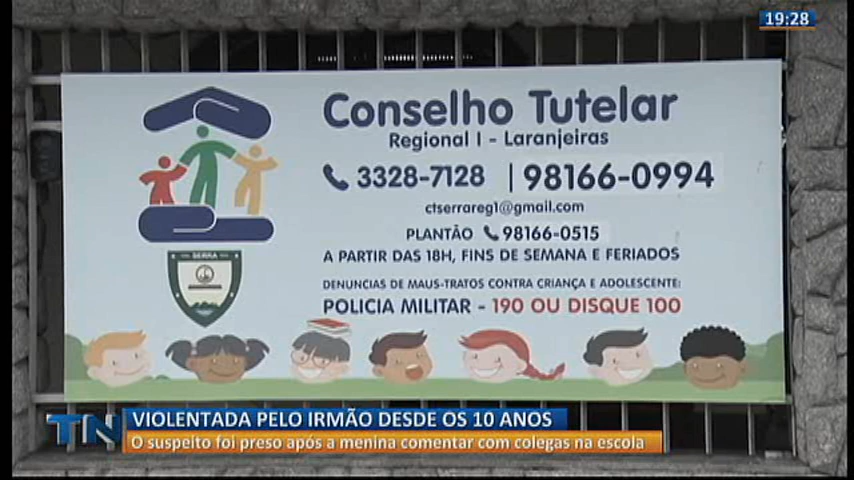 19:28
Conselho Tutelar
Regional I - Laranjeiras
3328-7128 | 98166-0994
ctserrareg1@gmail.com
PLANTÃO 98166-0515
A PARTIR DAS 18H, FINS DE SEMANA E FERIADOS
SERRA
DENUNCIAS DE MAUS-TRATOS CONTRA CRIANÇA E ADOLESCENTE:
POLICIA MILITAR - 190 OU DISQUE 100
TN
VIOLENTADA PELO IRMÃO DESDE OS 10 ANOS
O suspeito foi preso após a menina comentar com colegas na escola